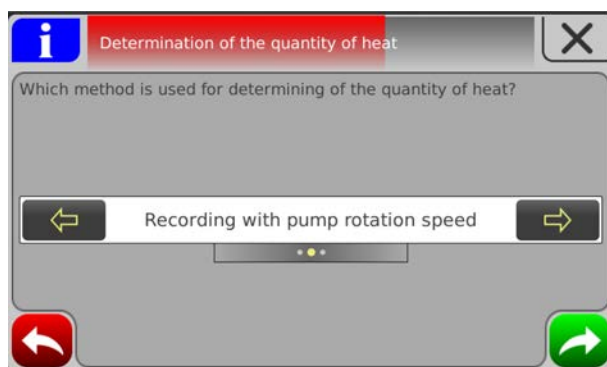 i
Determination of the quantity of heat
Which method is used for determining of the quantity of heat?
Recording with pump rotation speed